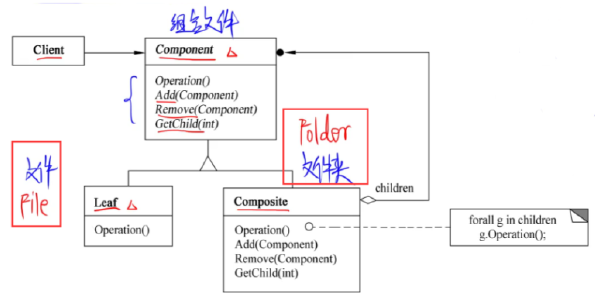 组合文件
Client
Component
Operation()
Add(Component)
Remove(Component)
GetChild(int)
Folder
文件夹
文件
File
children
Leaf
Operation()
Composite
Operation()
Add(Component)
Remove(Component)
GetChild(int)
forall g in children
g.Operation();